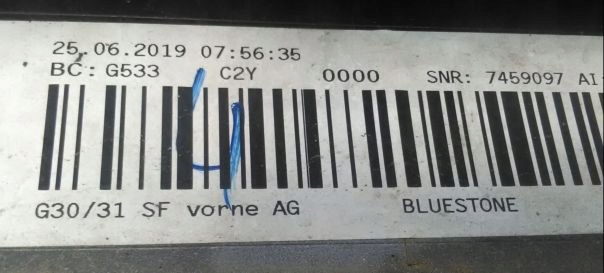 25.06.2019 07:56:35
BC: G533 C2Y 0000 SNR: 7459097 AI
G30/31 SF vorne AG BLUESTONE